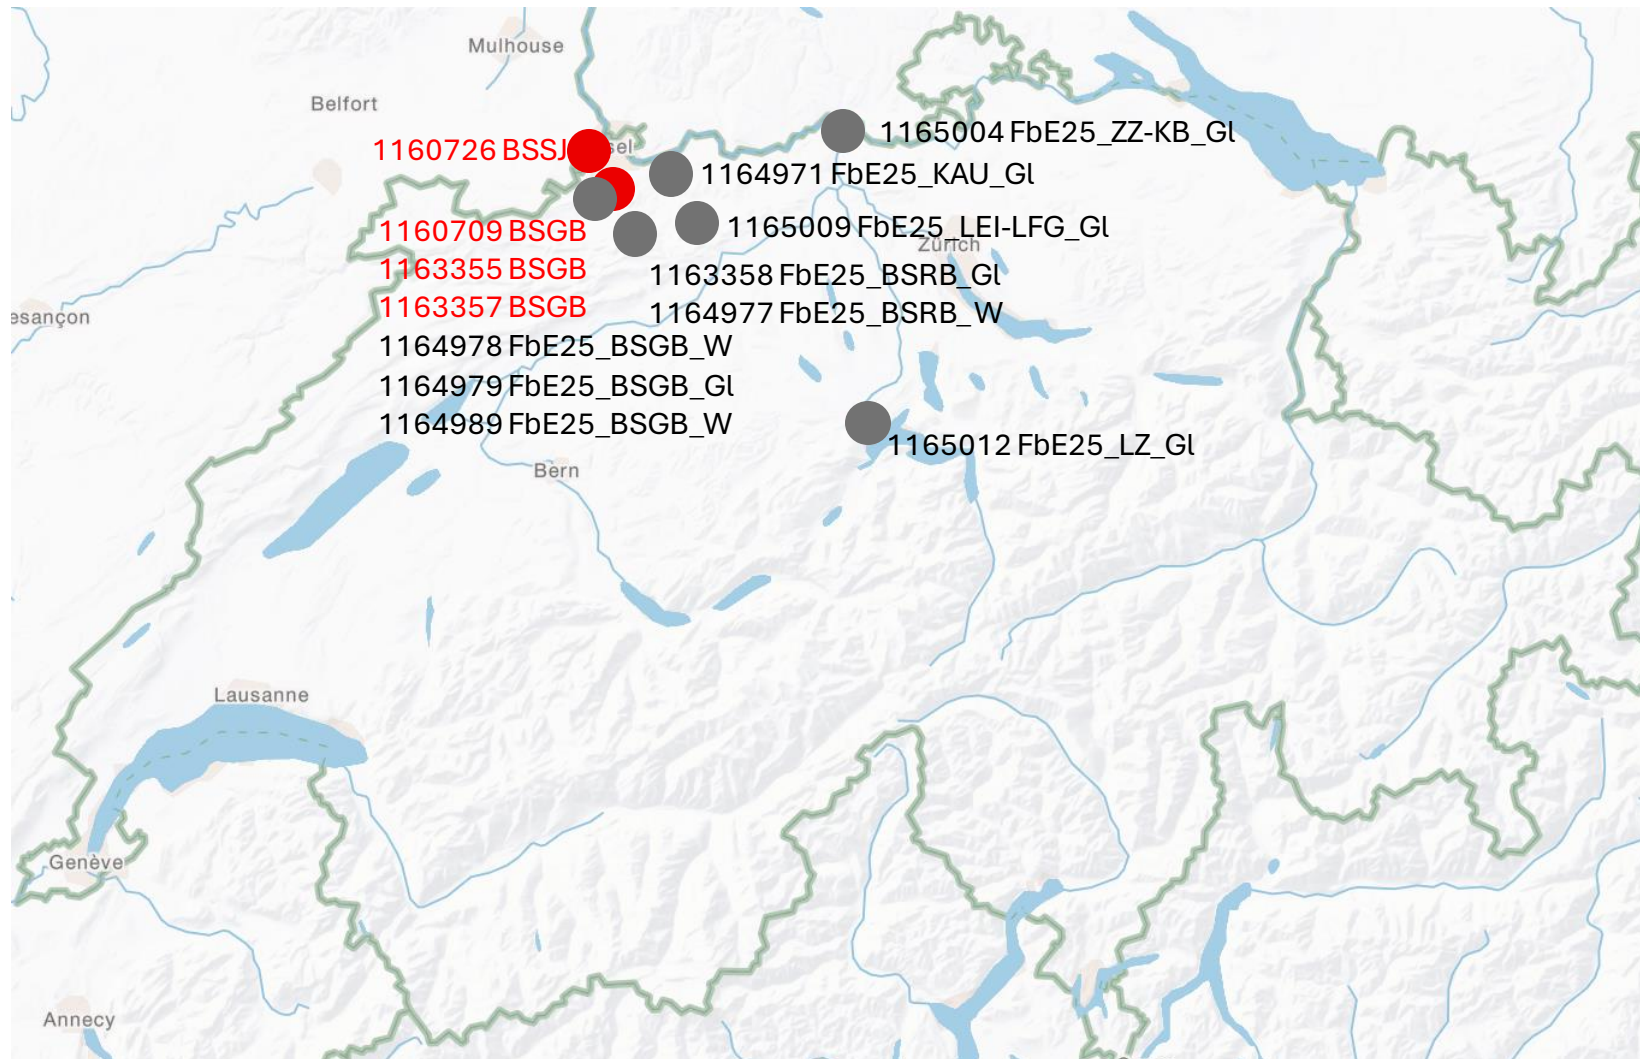 Mulhouse
Belfort
1160726 BSSJ
sel
1165004 FbE25_ZZ-KB_Gl
1164971 FbE25_KAU_Gl
1160709 BSGB
1165009 FbE25_LEI-LFG_Gl
Zürich
1163355 BSGB
1163358 FbE25_BSRB_Gl
1163357 BSGB
1164977 FbE25_BSRB_W
esançon
1164978 FbE25_BSGB_W
1164979 FbE25_BSGB_Gl
1164989 FbE25_BSGB_W
1165012 FbE25_LZ_Gl
Bern
Lausanne
Genève
Annecy